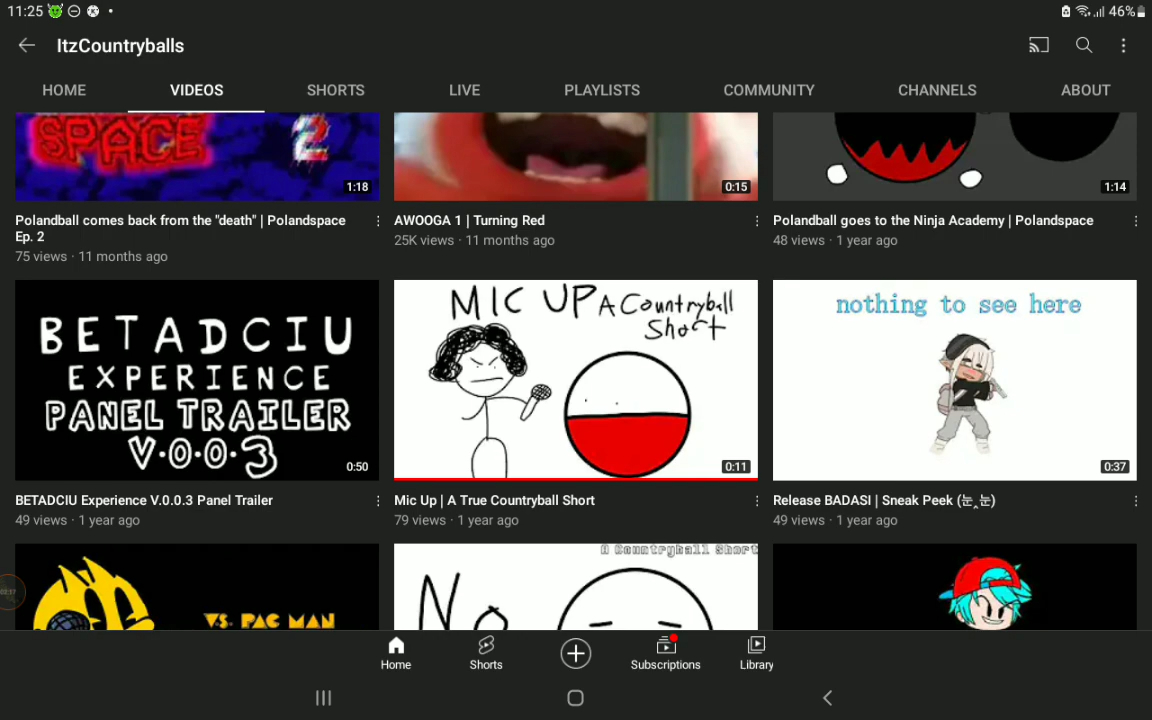 11:25
46%
ItzCountryballs
HOME VIDEOS SHORTS LIVE PLAYLISTS COMMUNITY CHANNELS ABOUT
SPACE 2
1:18
0:15
1:14
Polandball comes back from the "death" | Polandspace
Ep. 2
75 views · 11 months ago
AWOOGA 1 | Turning Red
25K views · 11 months ago
Polandball goes to the Ninja Academy | Polandspace
48 views · 1 year ago
BETADCIU
EXPERIENCE
PANEL TRAILER
V.0.0.3
0:50
MIC UP A Countryball
Short
0:11
nothing to see here
0:37
BETADCIU Experience V.0.0.3 Panel Trailer
49 views · 1 year ago
Mic Up | A True Countryball Short
79 views · 1 year ago
Release BADASI | Sneak Peek (눈‸눈)
49 views · 1 year ago
VS. PAC MAN
A Countryball Short
No
Home Shorts Subscriptions Library